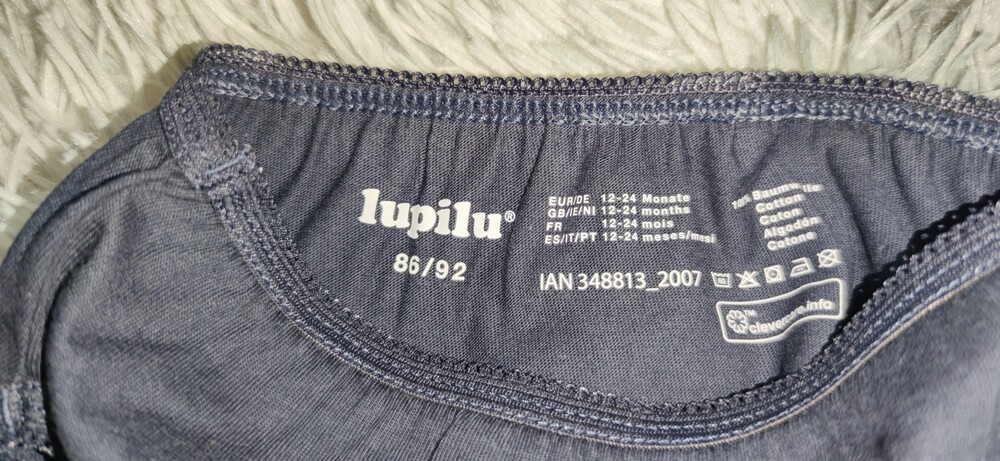 lupilu®
86/92
EUR/DE 12-24 Monate
GB/IE/NI 12-24 months
FR 12-24 mois
ES/IT/PT 12-24 meses/mesi
Cotton
Coton
Algodón
Cotone
IAN 348813_2007
clevercare.info™